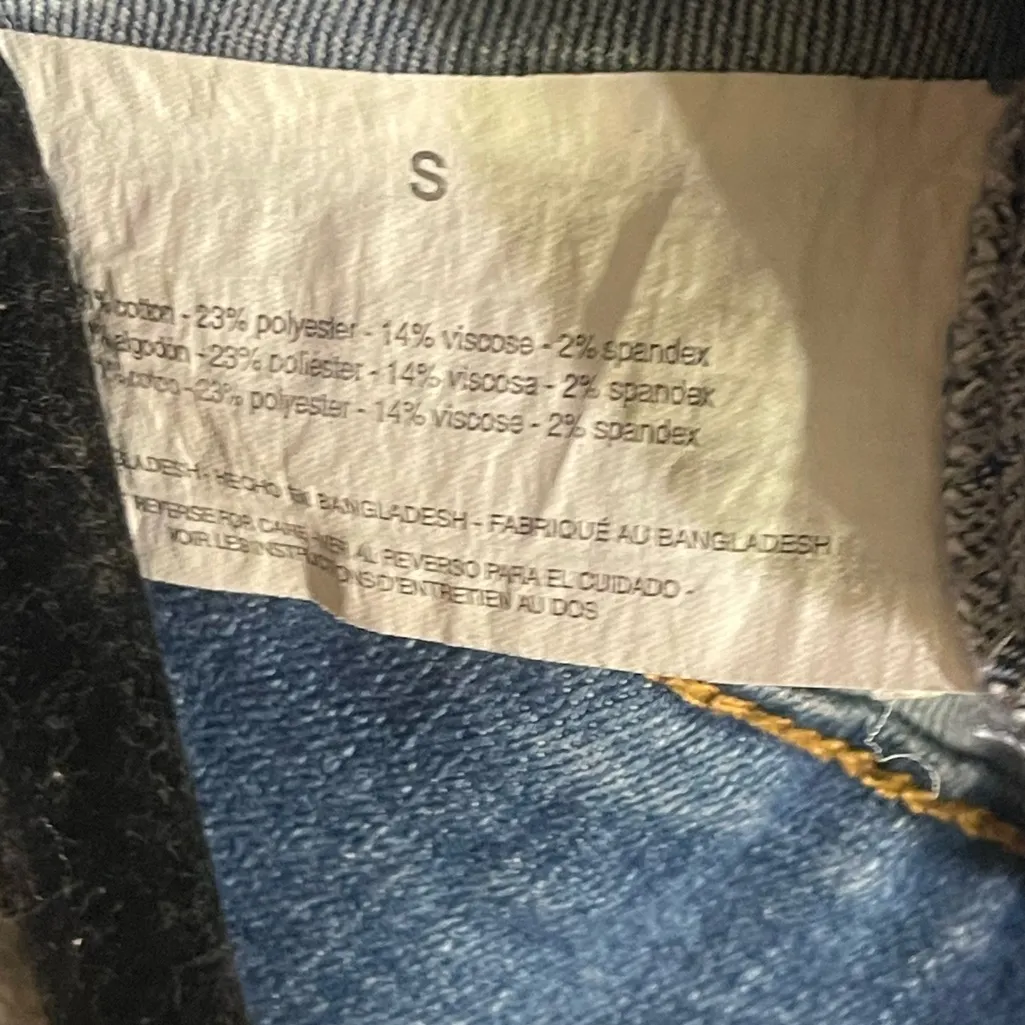 S
% cotton - 23% polyester - 14% viscose - 2% spandex
% algodón - 23% poliéster - 14% viscosa - 2% spandex
23% polyester - 14% viscose - 2% spandex
HECHO EN BANGLADESH - FABRIQUÉ AU BANGLADESH
REVERSE FOR CARE - VER AL REVERSO PARA EL CUIDADO -
VOIR LES INSTRUCTIONS D'ENTRETIEN AU DOS